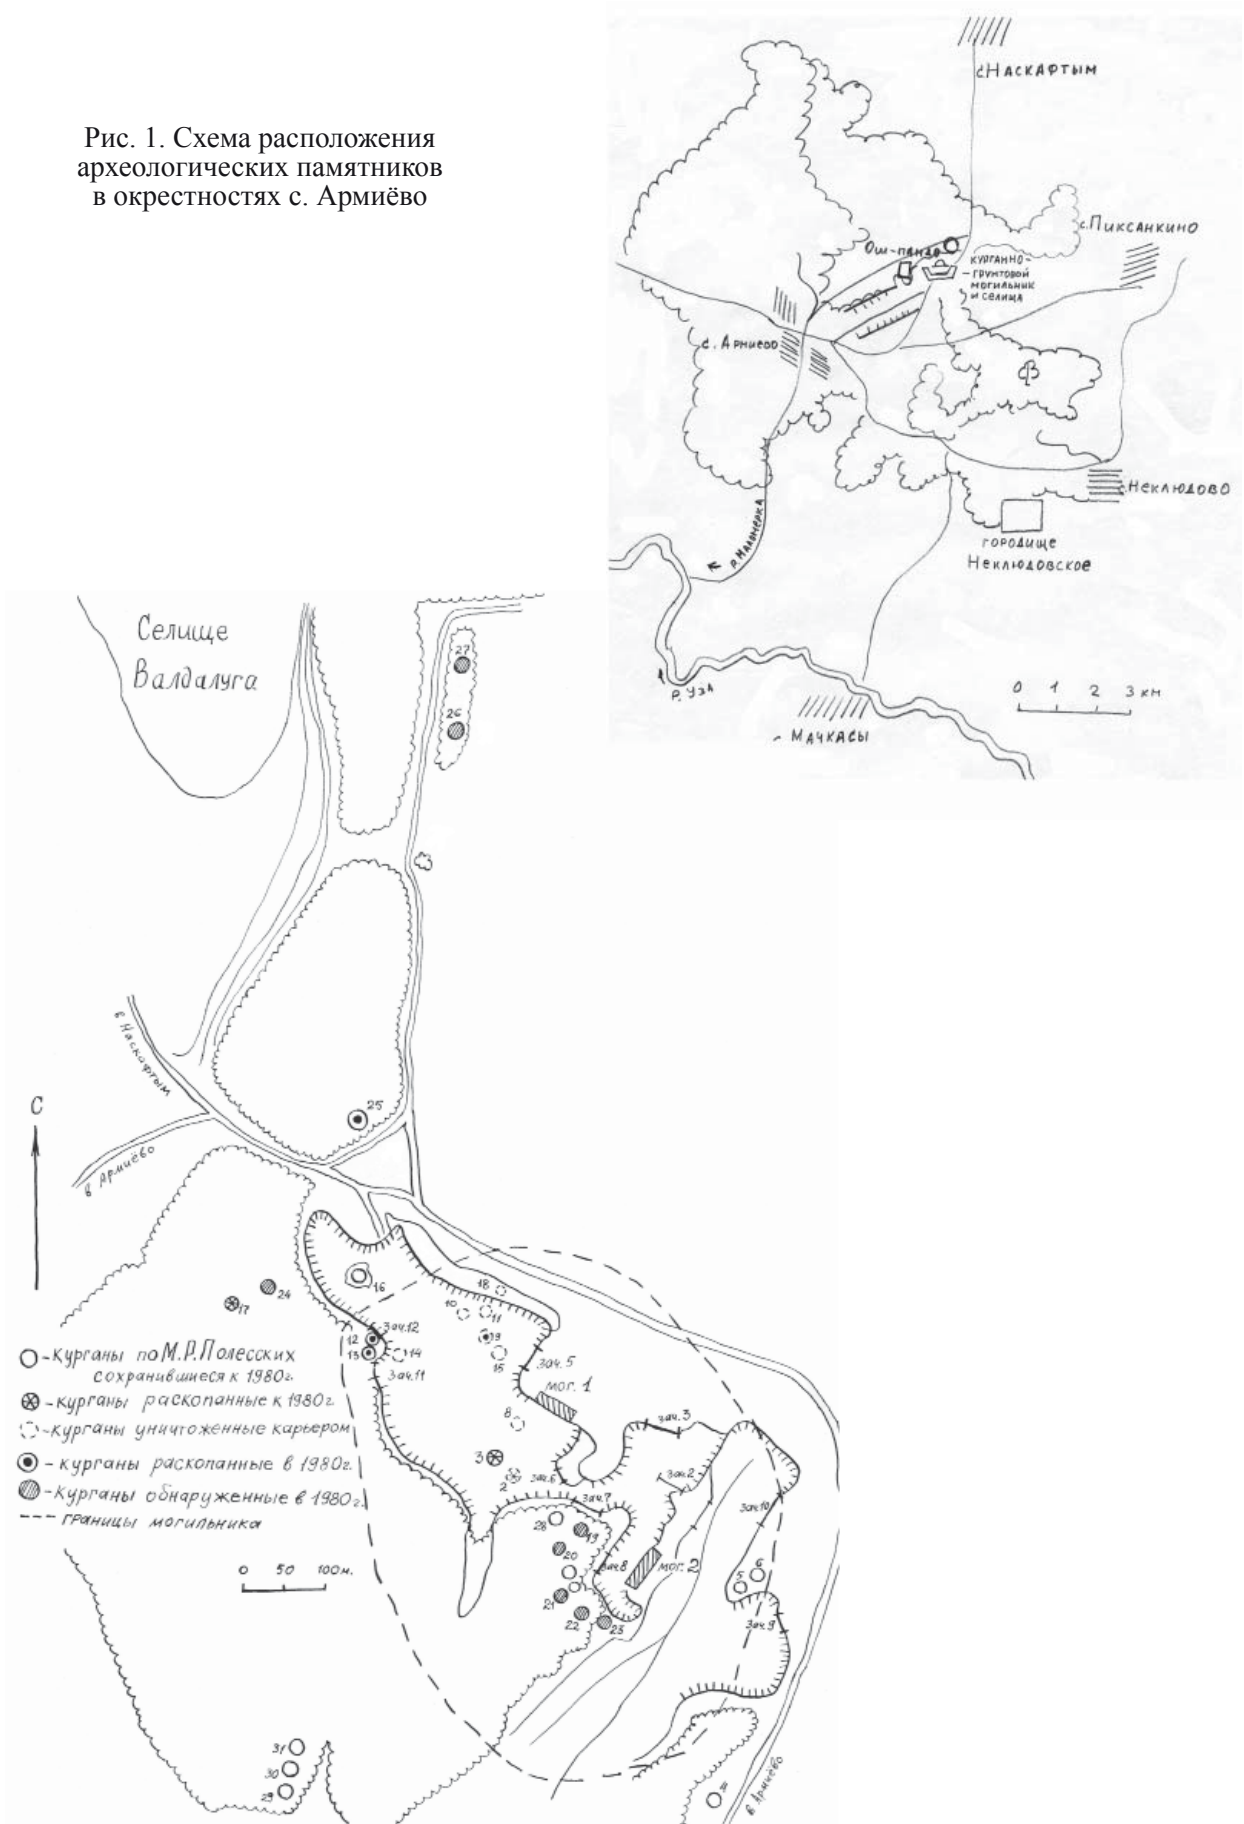 Рис. 1. Схема расположения
археологических памятников
в окрестностях с. Армиёво
с. Наскафтым
с. Пиксанкино
Ош-пандо
курганно-
-грунтовой
могильник
и селища
с. Армиево
с. Неклюдово
городище
Неклюдовское
р. Маломерка
р. Уза
Мачкасы
0 1 2 3 км
Селище
Валдалуга
27
26
в Наскафтым
25
С
в Армиёво
16
18
10
11
24
17
зач.12
12
9
13
14
15
зач.5
зач.11
мог. 1
8
зач.3
3
2
зач.6
зач.2
зач.7
зач.10
28
19
20
зач.8
мог. 2
6
5
21
22
23
зач.9
- курганы по М.Р. Полесских
сохранившиеся к 1980г.
- курганы раскопанные к 1980г.
- курганы уничтоженные карьером
- курганы раскопанные в 1980г.
- курганы обнаруженные в 1980г.
- границы могильника
0 50 100м.
31
30
29
в Армиёво